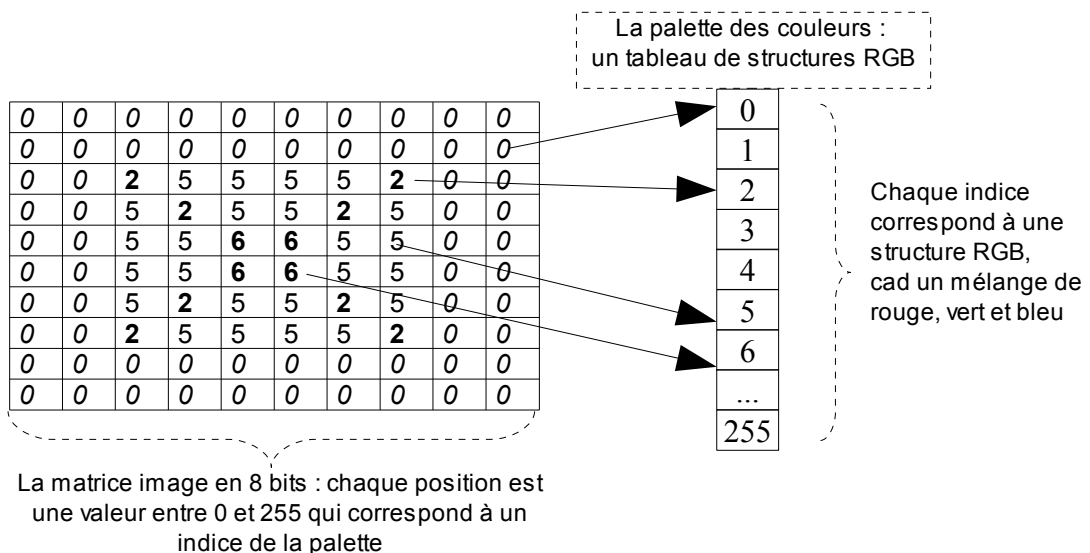 La palette des couleurs :
un tableau de structures RGB
0 0 0 0 0 0 0 0 0 0
0 0 0 0 0 0 0 0 0 0
0 0 2 5 5 5 5 2 0 0
0 0 5 2 5 5 2 5 0 0
0 0 5 5 6 6 5 5 0 0
0 0 5 5 6 6 5 5 0 0
0 0 5 2 5 5 2 5 0 0
0 0 2 5 5 5 5 2 0 0
0 0 0 0 0 0 0 0 0 0
0 0 0 0 0 0 0 0 0 0
0
1
2
3
4
5
6
...
255
Chaque indice
correspond à une
structure RGB,
cad un mélange de
rouge, vert et bleu
La matrice image en 8 bits : chaque position est
une valeur entre 0 et 255 qui correspond à un
indice de la palette